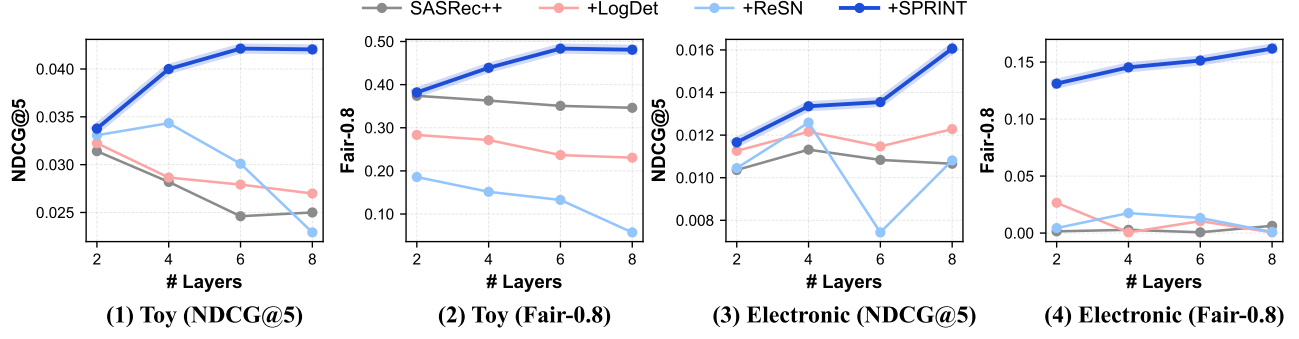 SASRec++ +LogDet +ReSN +SPRINT
NDCG@5
0.040
0.035
0.030
0.025
2 4 6 8
# Layers
(1) Toy (NDCG@5)
Fair-0.8
0.50
0.40
0.30
0.20
0.10
2 4 6 8
# Layers
(2) Toy (Fair-0.8)
NDCG@5
0.016
0.014
0.012
0.010
0.008
2 4 6 8
# Layers
(3) Electronic (NDCG@5)
Fair-0.8
0.15
0.10
0.05
0.00
2 4 6 8
# Layers
(4) Electronic (Fair-0.8)